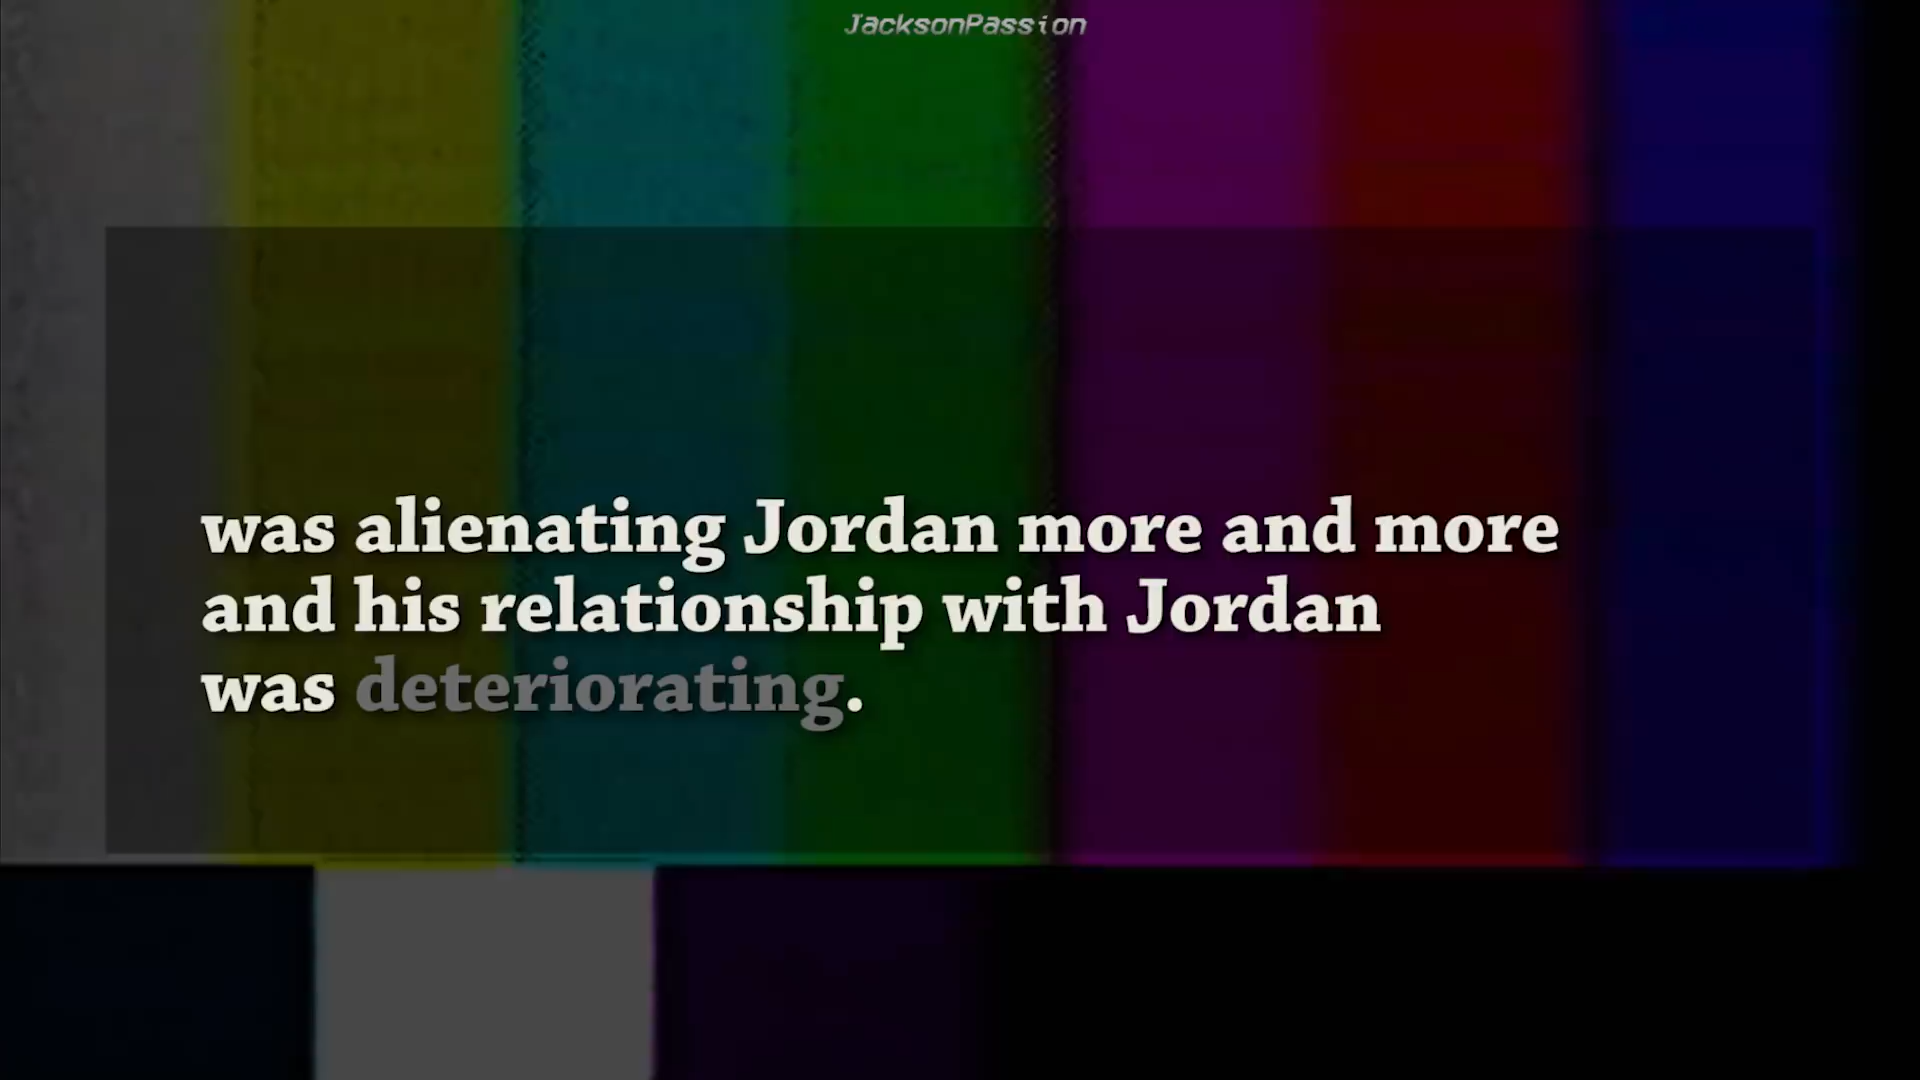 JacksonPassion
was alienating Jordan more and more
and his relationship with Jordan
was deteriorating.